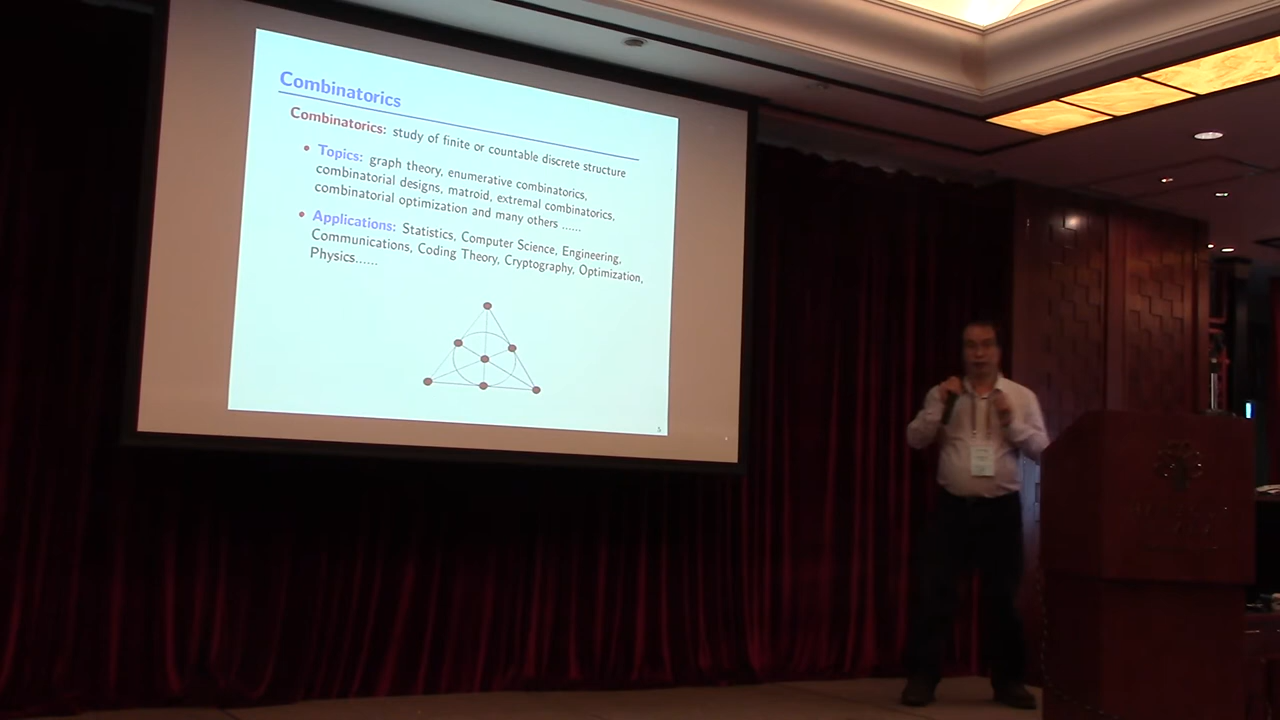 Combinatorics
Combinatorics: study of finite or countable discrete structure
• Topics: graph theory, enumerative combinatorics,
combinatorial designs, matroid, extremal combinatorics,
combinatorial optimization and many others ......
• Applications: Statistics, Computer Science, Engineering,
Communications, Coding Theory, Cryptography, Optimization,
Physics......
5